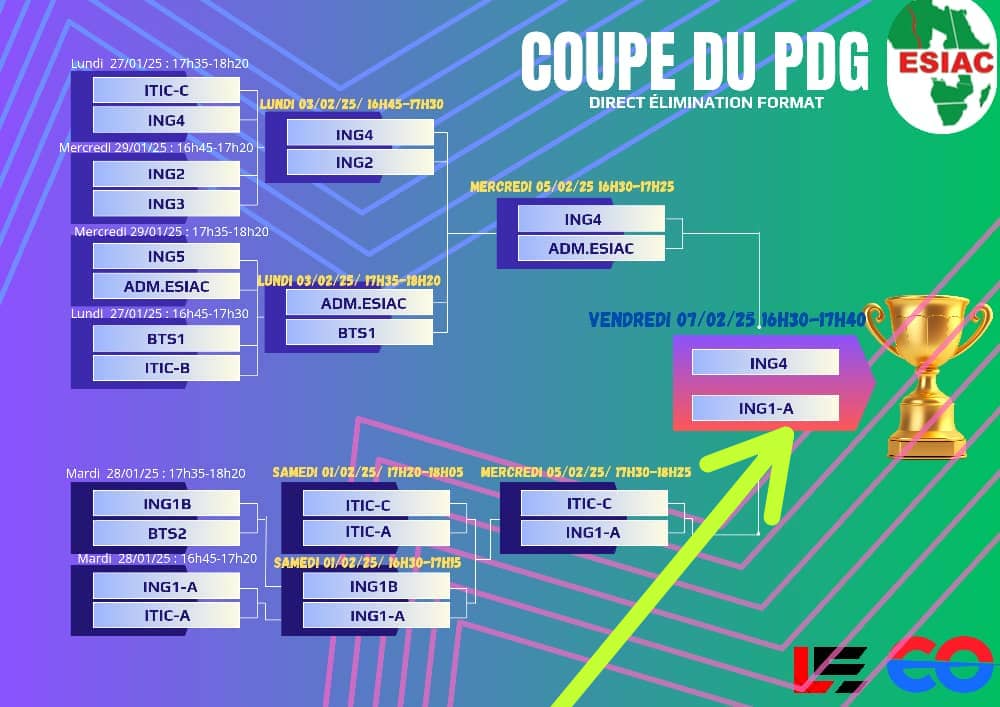 COUPE DU PDG
DIRECT ÉLIMINATION FORMAT
ESIAC
Lundi 27/01/25 : 17h35-18h20
ITIC-C
ING4
Mercredi 29/01/25 : 16h45-17h20
ING2
ING3
Mercredi 29/01/25 : 17h35-18h20
ING5
ADM.ESIAC
Lundi 27/01/25 : 16h45-17h30
BTS1
ITIC-B
LUNDI 03/02/25/ 16H45-17H30
ING4
ING2
LUNDI 03/02/25/ 17H35-18H20
ADM.ESIAC
BTS1
MERCREDI 05/02/25 16H30-17H25
ING4
ADM.ESIAC
VENDREDI 07/02/25 16H30-17H40
ING4
ING1-A
Mardi 28/01/25 : 17h35-18h20
ING1B
BTS2
Mardi 28/01/25 : 16h45-17h20
ING1-A
ITIC-A
SAMEDI 01/02/25/ 17H20-18H05
ITIC-C
ITIC-A
SAMEDI 01/02/25/ 16H30-17H15
ING1B
ING1-A
MERCREDI 05/02/25/ 17H30-18H25
ITIC-C
ING1-A